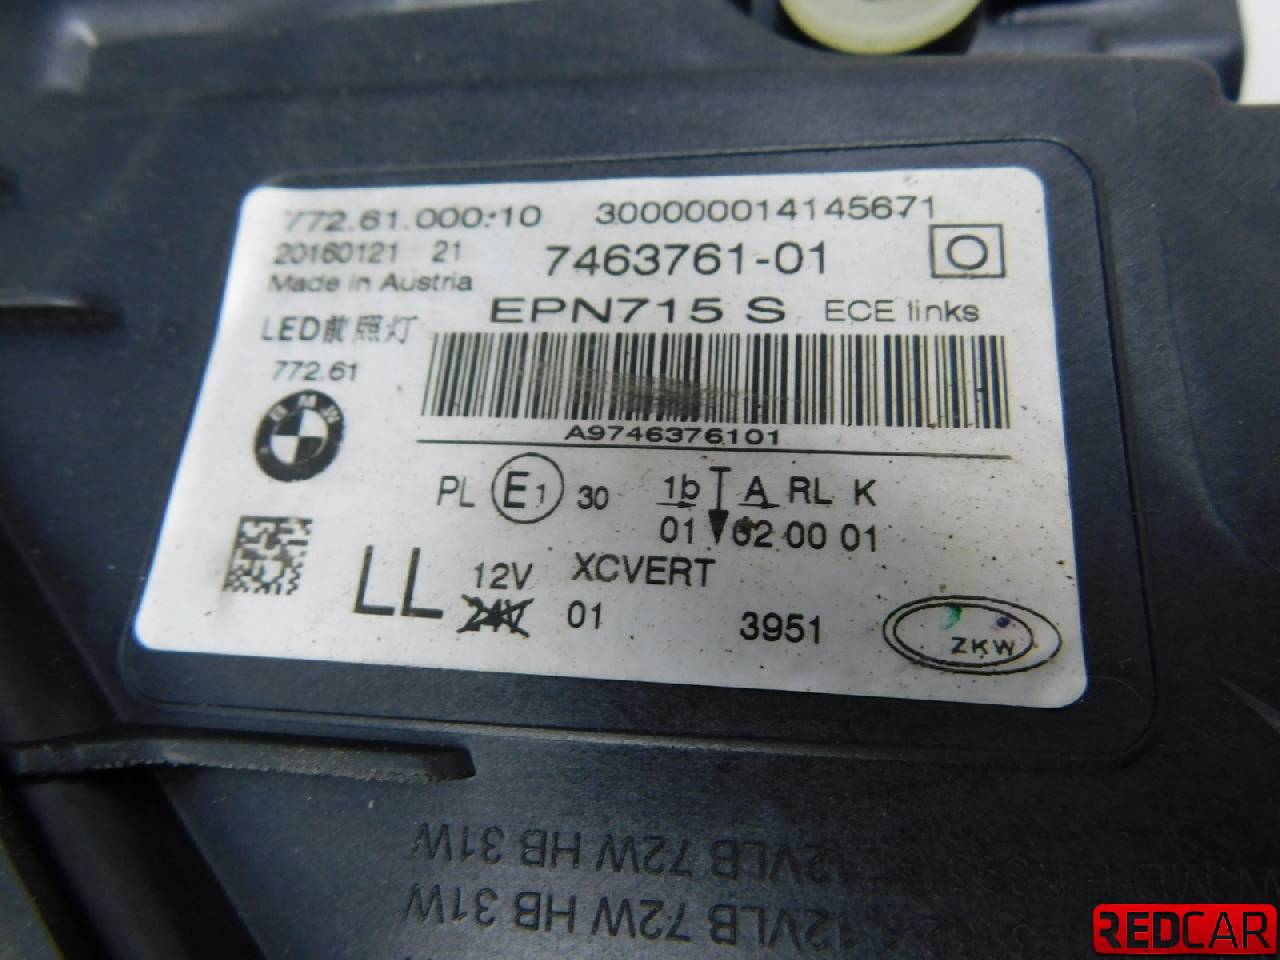 772.61.000.10 300000014145671
20160121 21 7463761-01 O
Made in Austria
EPN715 S ECE links
LED前照灯
772.61
BMW
A9746376101
PL E1 30 1b A RL K
01 02 00 01
LL 12V XCVERT
24V 01 3951
ZKW
12VLB 72W HB 31W
12VLB 72W HB 31W
REDCAR